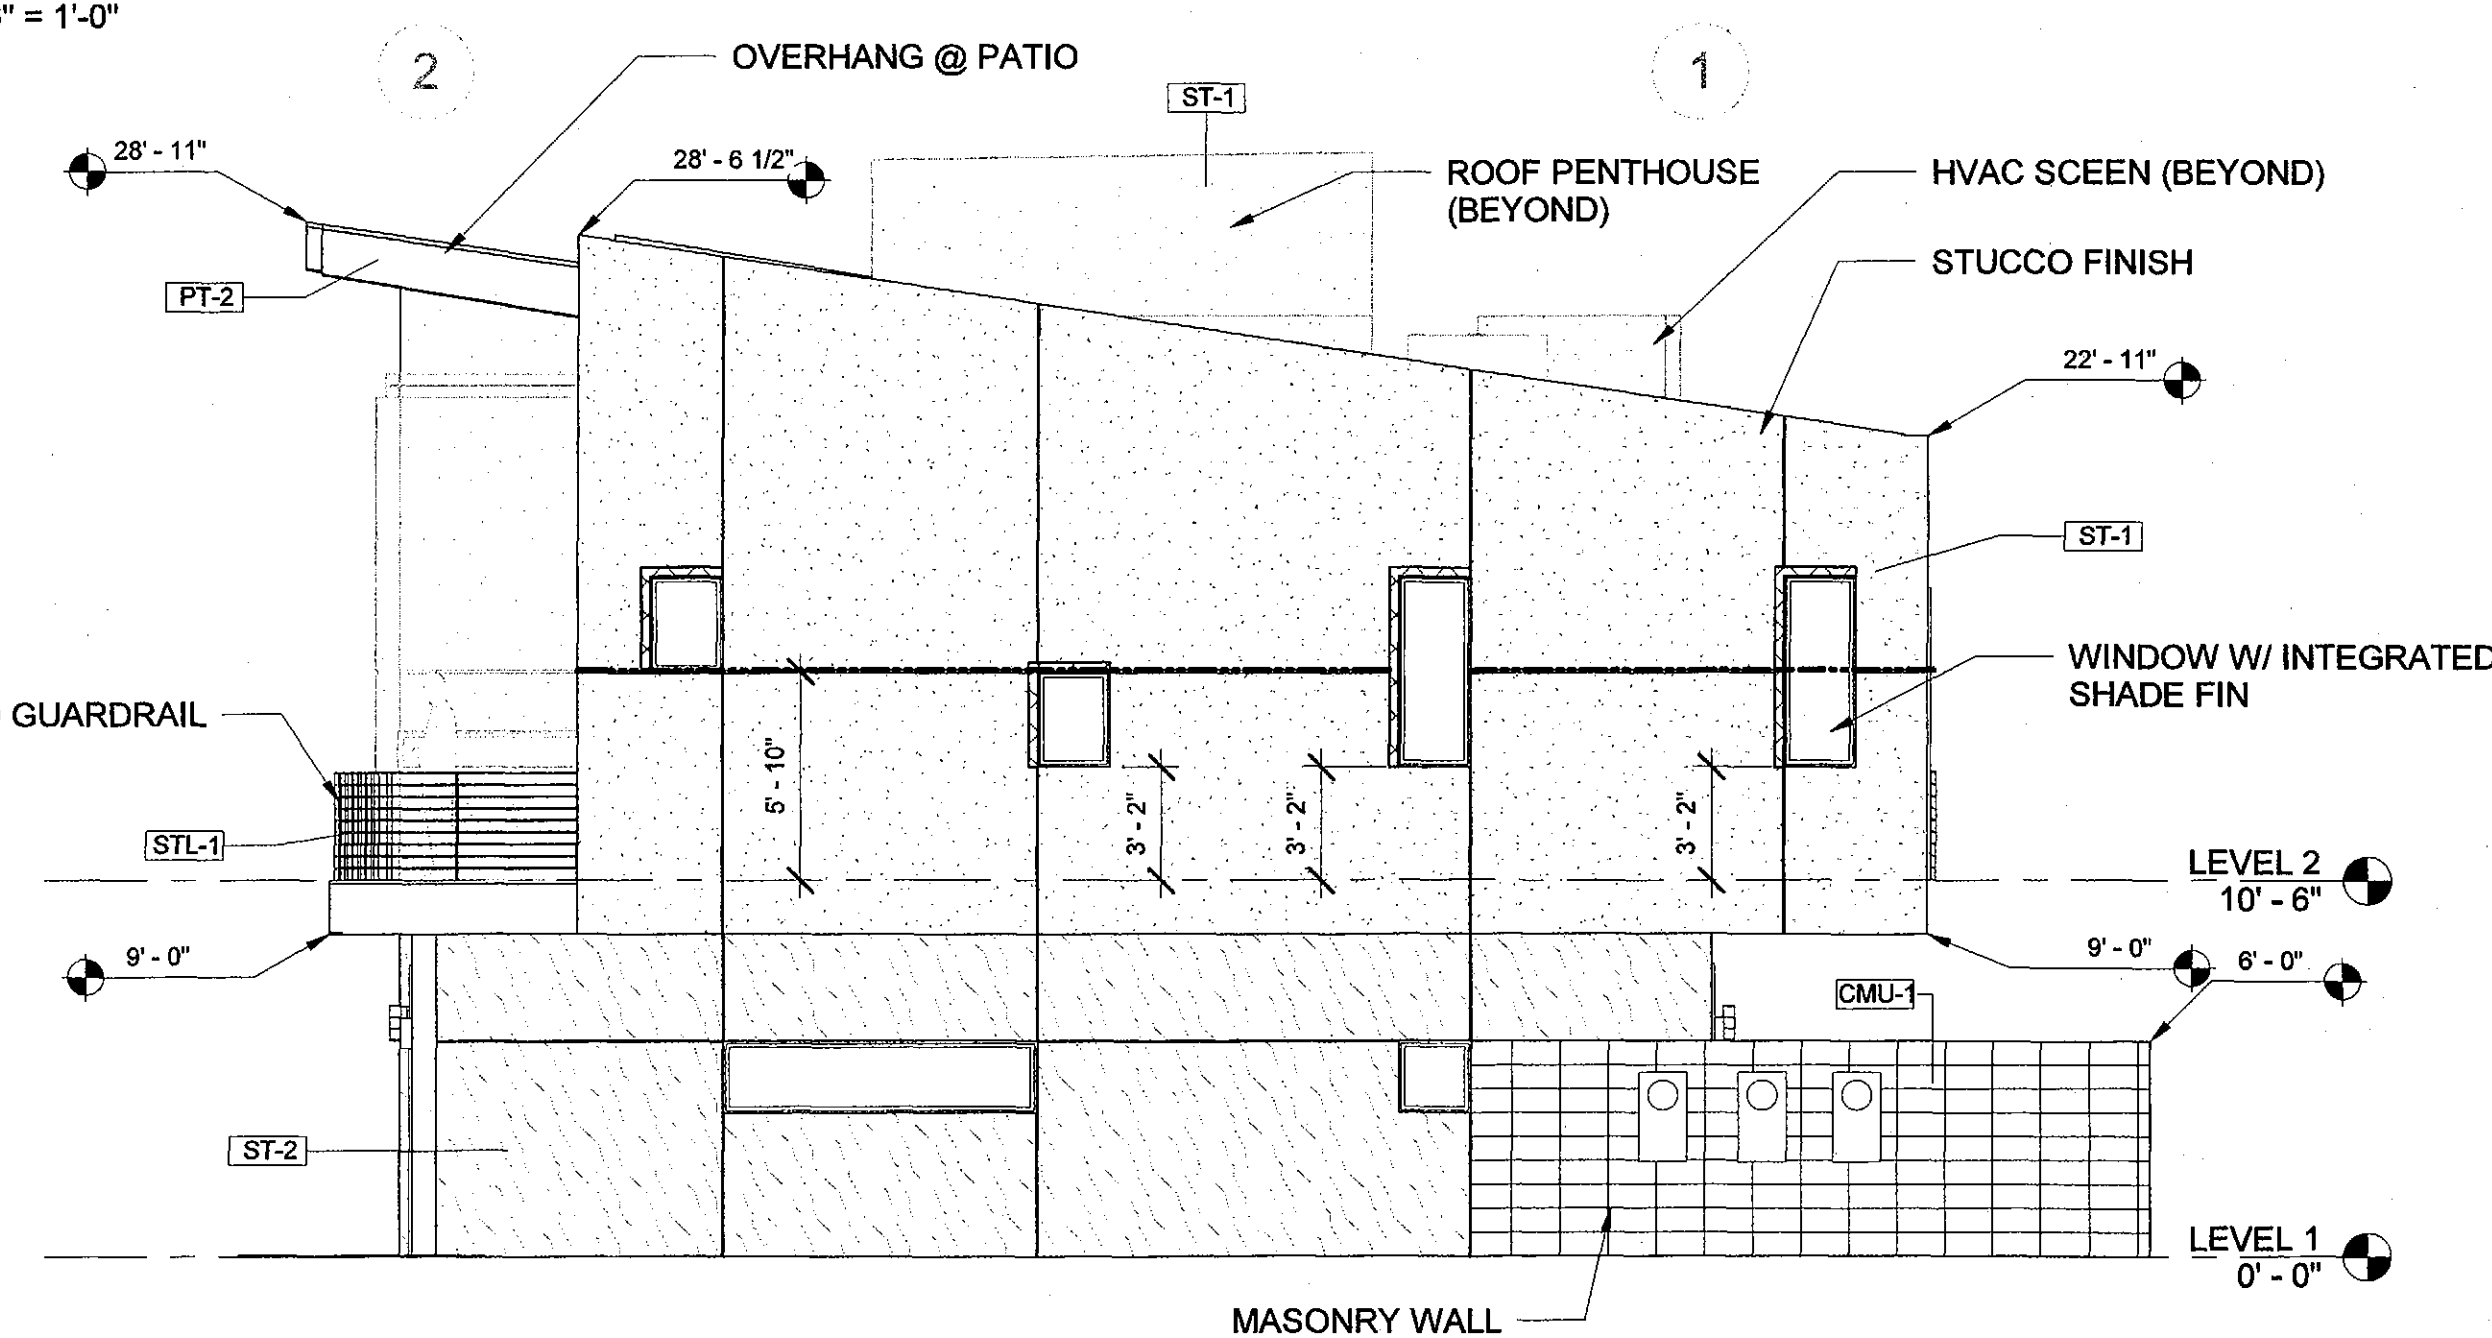 " = 1'-0"
2
OVERHANG @ PATIO
1
ST-1
28' - 11"
28' - 6 1/2"
ROOF PENTHOUSE
(BEYOND)
HVAC SCEEN (BEYOND)
STUCCO FINISH
PT-2
22' - 11"
ST-1
WINDOW W/ INTEGRATED
SHADE FIN
GUARDRAIL
5' - 10"
3' - 2"
3' - 2"
3' - 2"
STL-1
LEVEL 2
10' - 6"
9' - 0"
9' - 0"
6' - 0"
CMU-1
ST-2
LEVEL 1
0' - 0"
MASONRY WALL